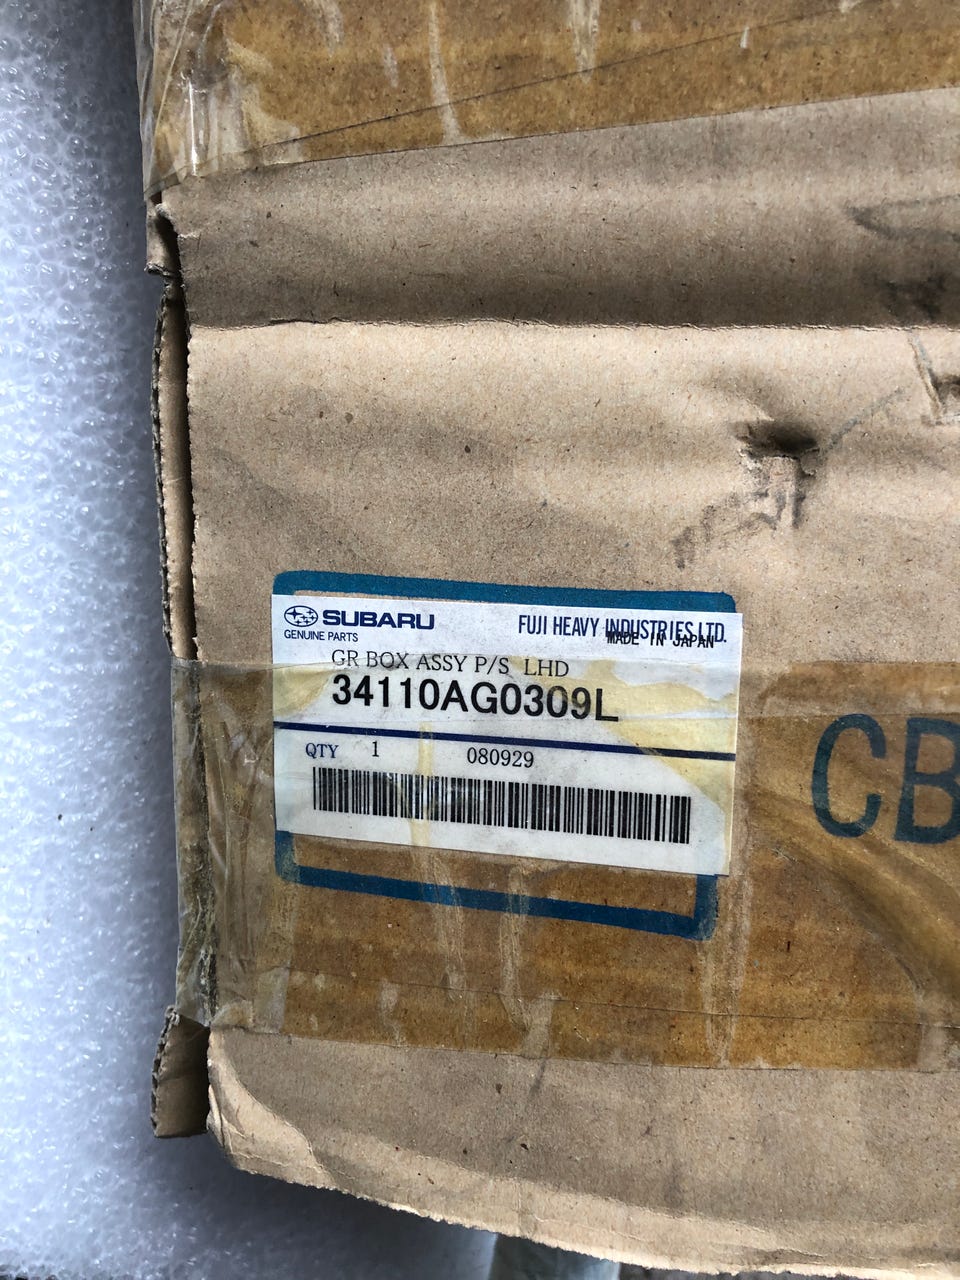 SUBARU
GENUINE PARTS
FUJI HEAVY INDUSTRIES LTD.
MADE IN JAPAN
GR BOX ASSY P/S LHD
34110AG0309L
QTY 1 080929
CB